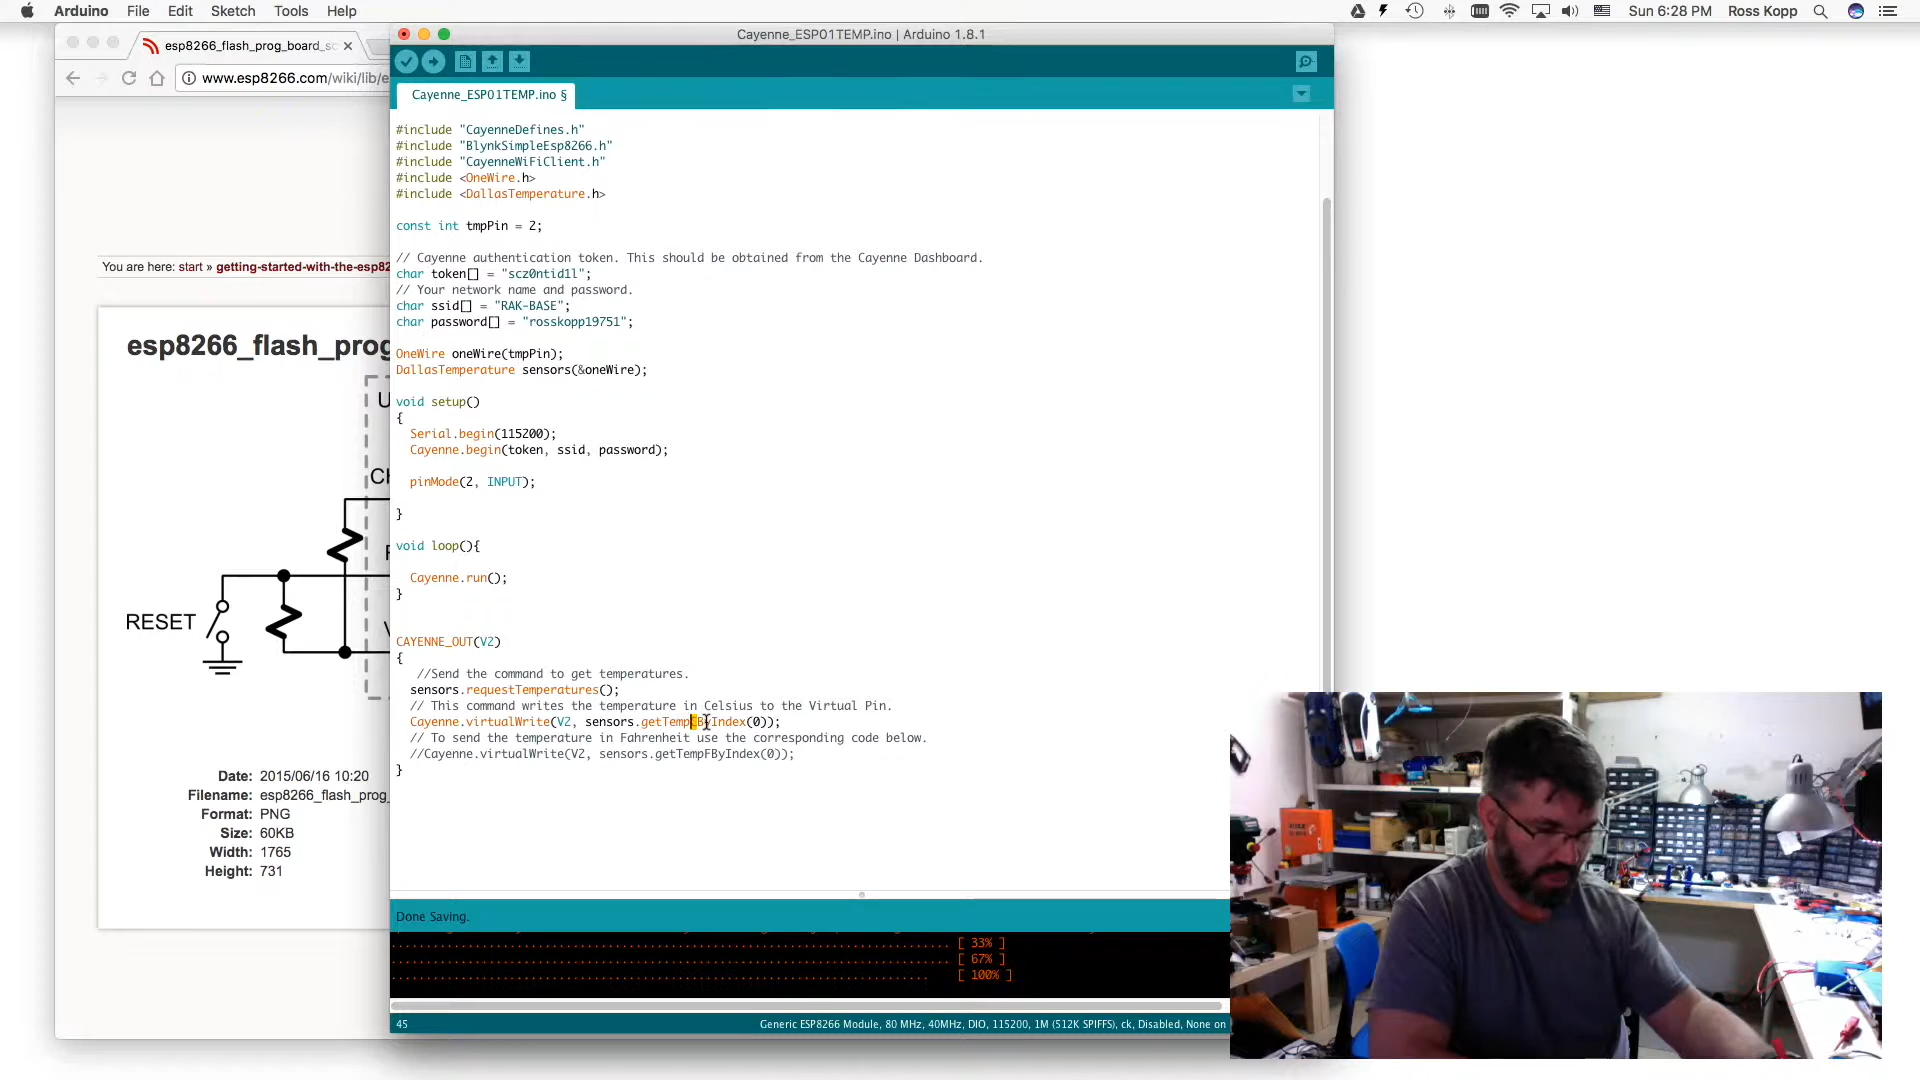 Arduino File Edit Sketch Tools Help
Sun 6:28 PM Ross Kopp
esp8266_flash_prog_board_sc
www.esp8266.com/wiki/lib/e
You are here: start » getting-started-with-the-esp82
esp8266_flash_prog
RESET
Date: 2015/06/16 10:20
Filename: esp8266_flash_prog_
Format: PNG
Size: 60KB
Width: 1765
Height: 731
Cayenne_ESP01TEMP.ino | Arduino 1.8.1
Cayenne_ESP01TEMP.ino §
#include "CayenneDefines.h"
#include "BlynkSimpleEsp8266.h"
#include "CayenneWiFiClient.h"
#include <OneWire.h>
#include <DallasTemperature.h>
const int tmpPin = 2;
// Cayenne authentication token. This should be obtained from the Cayenne Dashboard.
char token[] = "scz0ntid1l";
// Your network name and password.
char ssid[] = "RAK-BASE";
char password[] = "rosskopp19751";
OneWire oneWire(tmpPin);
DallasTemperature sensors(&oneWire);
void setup()
{
Serial.begin(115200);
Cayenne.begin(token, ssid, password);
pinMode(2, INPUT);
}
void loop(){
Cayenne.run();
}
CAYENNE_OUT(V2)
{
//Send the command to get temperatures.
sensors.requestTemperatures();
// This command writes the temperature in Celsius to the Virtual Pin.
Cayenne.virtualWrite(V2, sensors.getTempCByIndex(0));
// To send the temperature in Fahrenheit use the corresponding code below.
//Cayenne.virtualWrite(V2, sensors.getTempFByIndex(0));
}
Done Saving.
................................................................................ [ 33% ]
................................................................................ [ 67% ]
............................................................................. [ 100% ]
45
Generic ESP8266 Module, 80 MHz, 40MHz, DIO, 115200, 1M (512K SPIFFS), ck, Disabled, None on